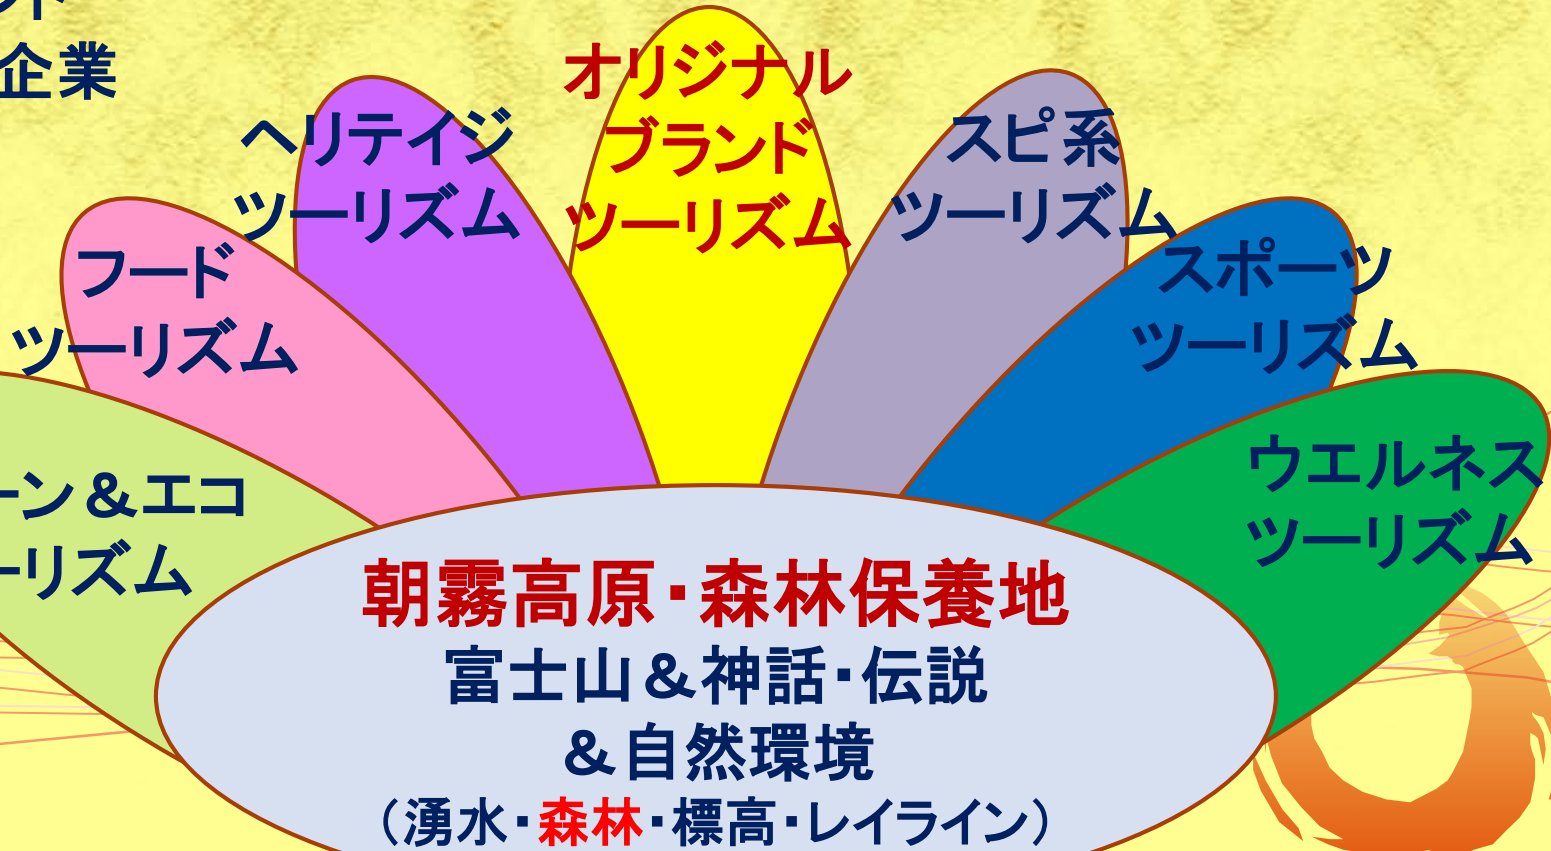 企業
オリジナル
ブランド
ツーリズム
ヘリテイジ
ツーリズム
スピ系
ツーリズム
フード
ツーリズム
スポーツ
ツーリズム
ーン＆エコ
ーリズム
ウエルネス
ツーリズム
朝霧高原・森林保養地
富士山＆神話・伝説
＆自然環境
（湧水・森林・標高・レイライン）